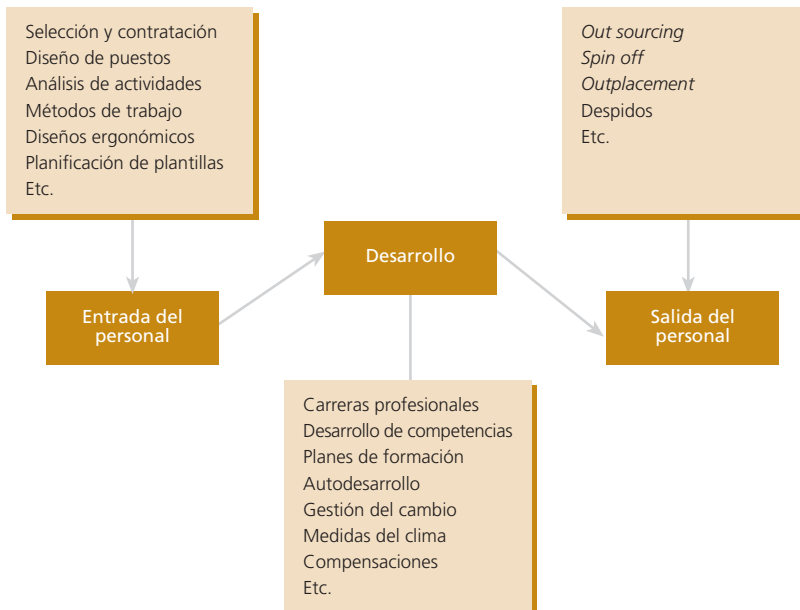 Selección y contratación
Diseño de puestos
Análisis de actividades
Métodos de trabajo
Diseños ergonómicos
Planificación de plantillas
Etc.
Out sourcing
Spin off
Outplacement
Despidos
Etc.
Desarrollo
Entrada del
personal
Salida del
personal
Carreras profesionales
Desarrollo de competencias
Planes de formación
Autodesarrollo
Gestión del cambio
Medidas del clima
Compensaciones
Etc.